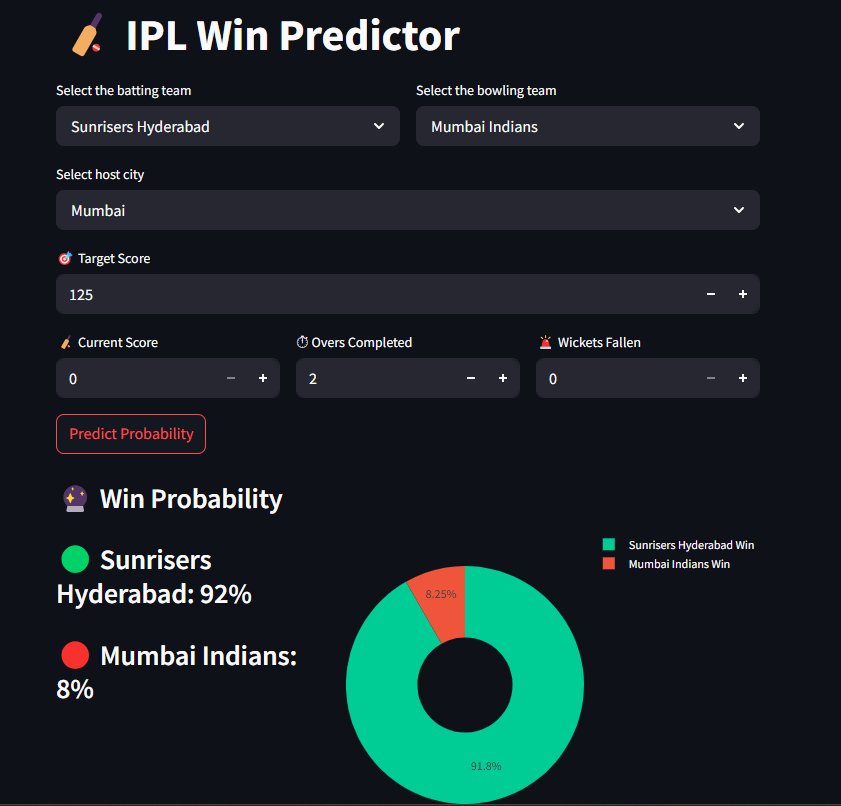 IPL Win Predictor
Select the batting team
Select the bowling team
Sunrisers Hyderabad
Mumbai Indians
Select host city
Mumbai
Target Score
125
Current Score
Overs Completed
Wickets Fallen
0
2
0
Predict Probability
Win Probability
Sunrisers
Hyderabad: 92%
Mumbai Indians:
8%
Sunrisers Hyderabad Win
Mumbai Indians Win
8.25%
91.8%